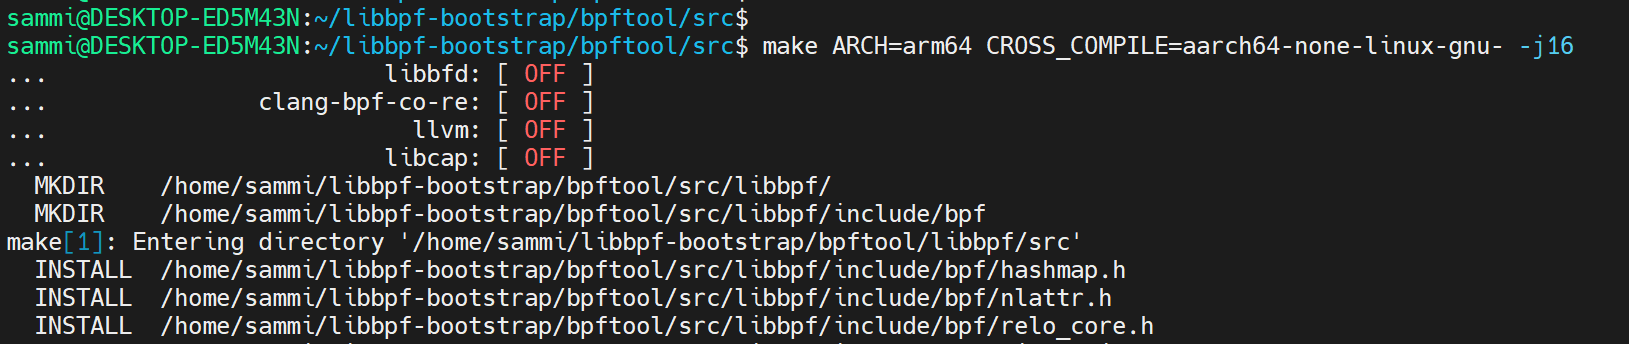 sammi@DESKTOP-ED5M43N:~/libbpf-bootstrap/bpftool/src$
sammi@DESKTOP-ED5M43N:~/libbpf-bootstrap/bpftool/src$ make ARCH=arm64 CROSS_COMPILE=aarch64-none-linux-gnu- -j16
... libbfd: [ OFF ]
... clang-bpf-co-re: [ OFF ]
... llvm: [ OFF ]
... libcap: [ OFF ]
MKDIR /home/sammi/libbpf-bootstrap/bpftool/src/libbpf/
MKDIR /home/sammi/libbpf-bootstrap/bpftool/src/libbpf/include/bpf
make[1]: Entering directory '/home/sammi/libbpf-bootstrap/bpftool/libbpf/src'
INSTALL /home/sammi/libbpf-bootstrap/bpftool/src/libbpf/include/bpf/hashmap.h
INSTALL /home/sammi/libbpf-bootstrap/bpftool/src/libbpf/include/bpf/nlattr.h
INSTALL /home/sammi/libbpf-bootstrap/bpftool/src/libbpf/include/bpf/relo_core.h